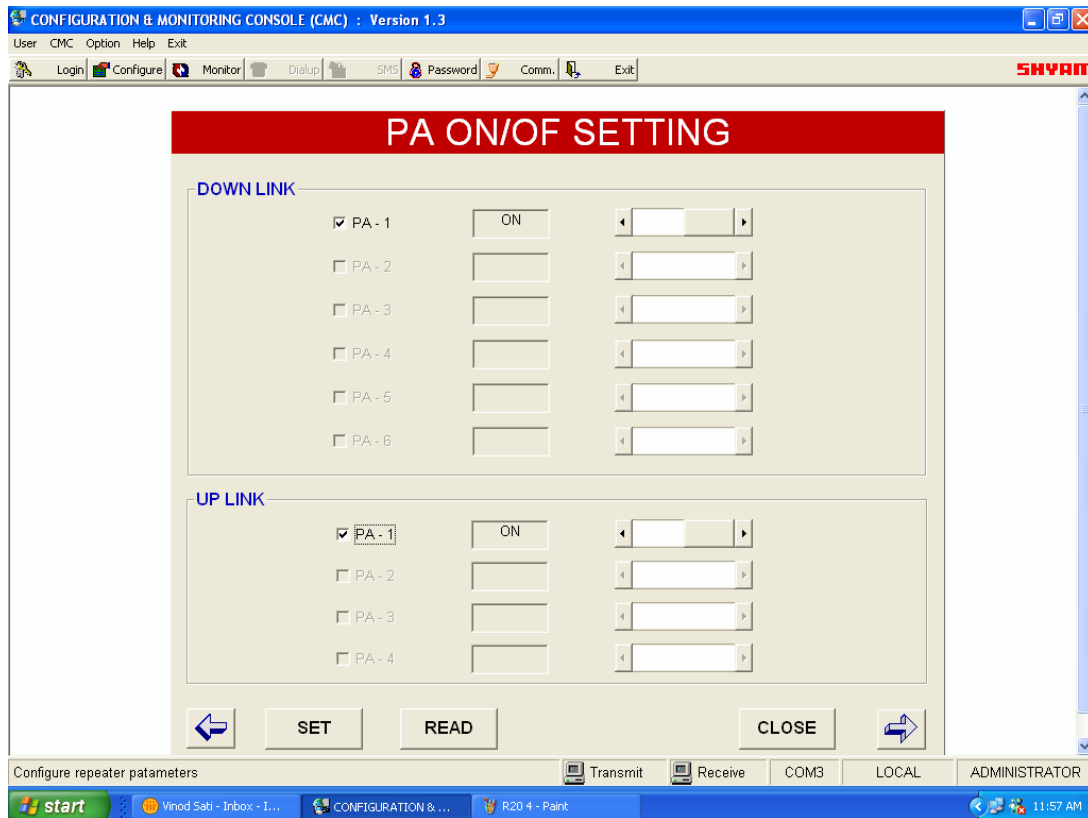 CONFIGURATION & MONITORING CONSOLE (CMC) : Version 1.3
User CMC Option Help Exit
Login Configure Monitor Dialup SMS Password Comm. Exit SHYAM
PA ON/OF SETTING
DOWN LINK
PA - 1 ON
PA - 2
PA - 3
PA - 4
PA - 5
PA - 6
UP LINK
PA - 1 ON
PA - 2
PA - 3
PA - 4
SET READ CLOSE
Configure repeater patameters Transmit Receive COM3 LOCAL ADMINISTRATOR
start Vinod Sati - Inbox - I... CONFIGURATION & ... R20 4 - Paint 11:57 AM